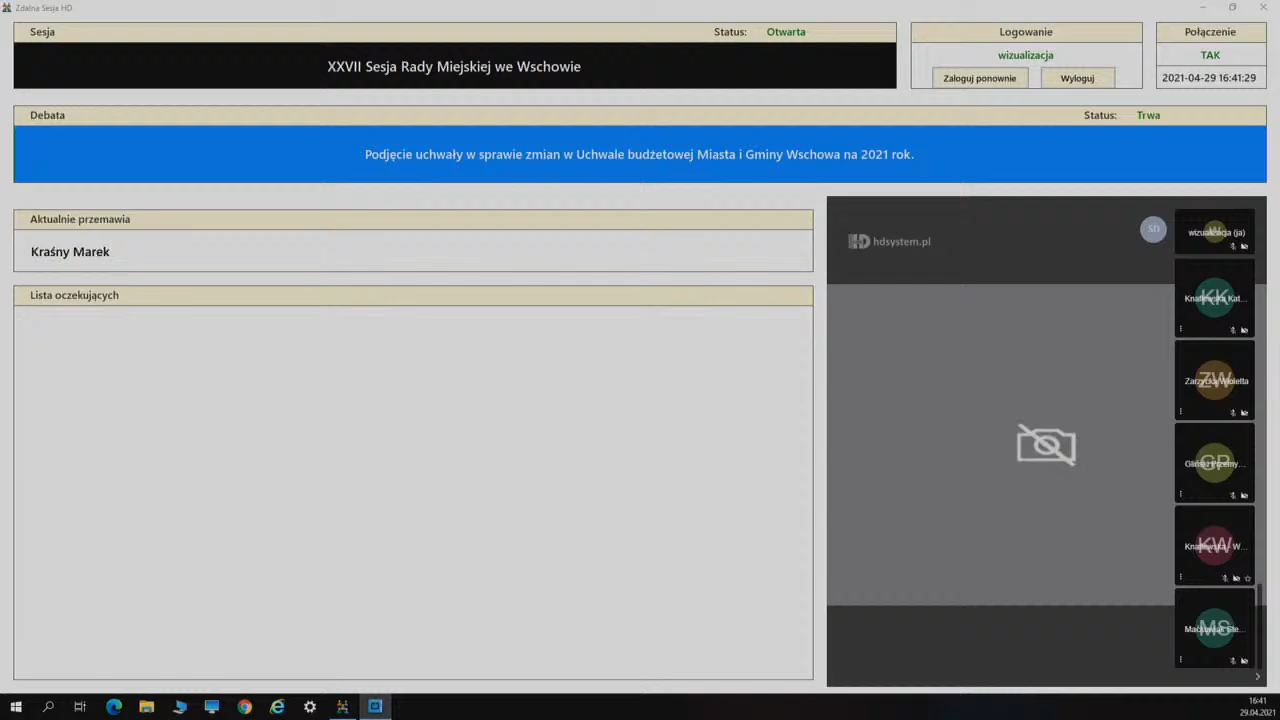 Zdalna Sesja HD
Sesja
Status: Otwarta
XXVII Sesja Rady Miejskiej we Wschowie
Logowanie
wizualizacja
Zaloguj ponownie
Wyloguj
Połączenie
TAK
2021-04-29 16:41:29
Debata
Status: Trwa
Podjęcie uchwały w sprawie zmian w Uchwale budżetowej Miasta i Gminy Wschowa na 2021 rok.
Aktualnie przemawia
Kraśny Marek
Lista oczekujących
HD hdsystem.pl
SD
W
wizualizacja (ja)
KK
ZW
Zarzycka Wioletta
GP
KW
MS
16:41
29.04.2021